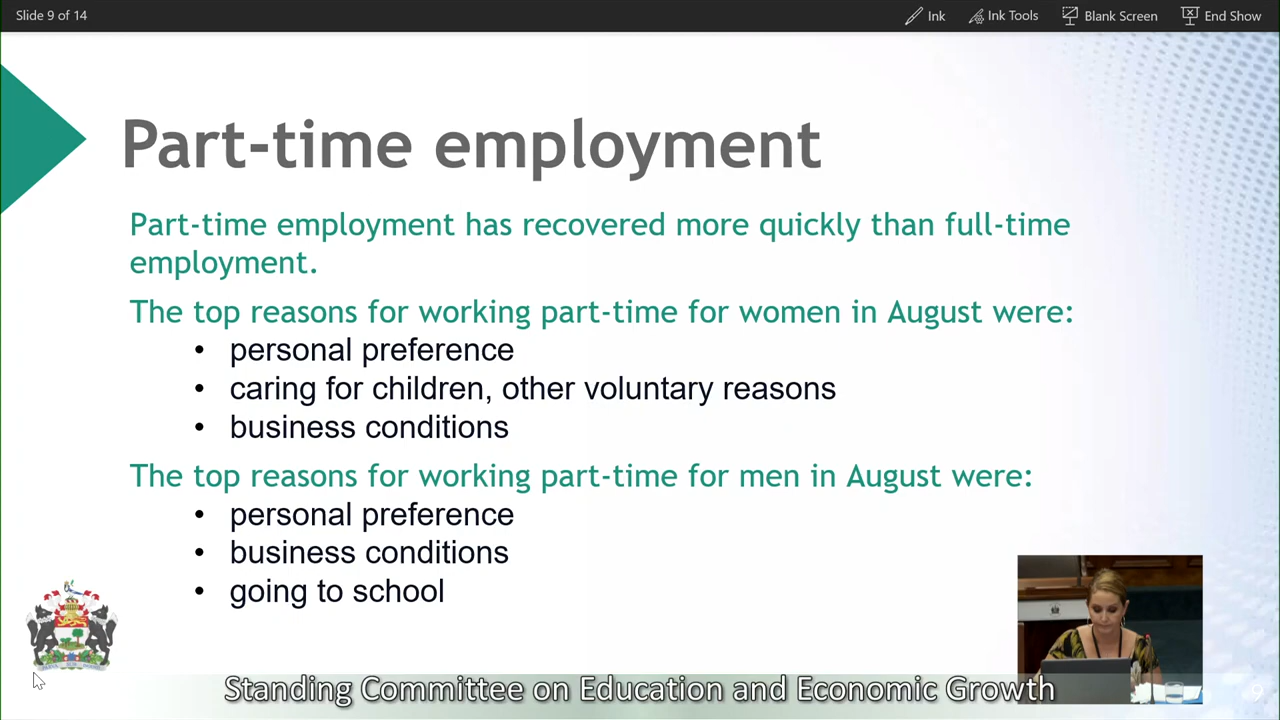 Slide 9 of 14
Ink
Ink Tools
Blank Screen
End Show
Part-time employment
Part-time employment has recovered more quickly than full-time
employment.
The top reasons for working part-time for women in August were:
• personal preference
• caring for children, other voluntary reasons
• business conditions
The top reasons for working part-time for men in August were:
• personal preference
• business conditions
• going to school
Standing Committee on Education and Economic Growth
9